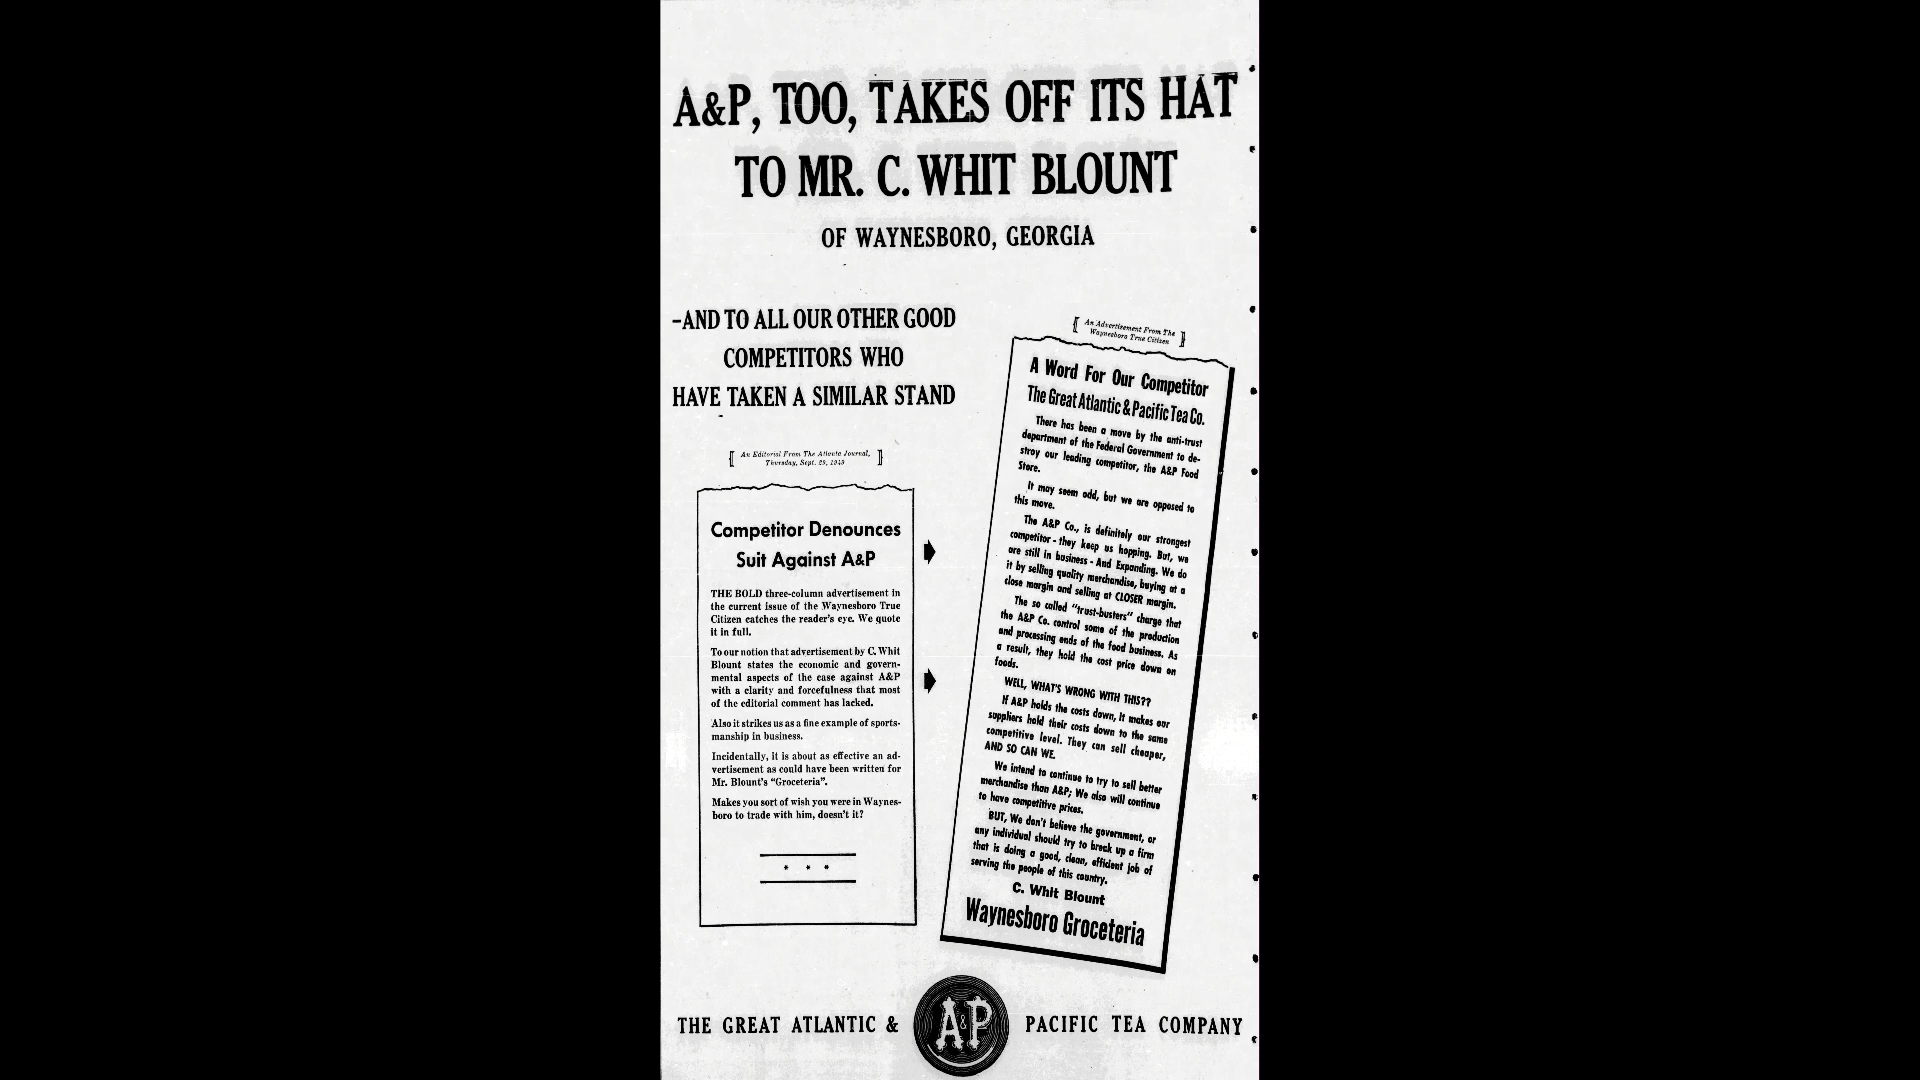 A&P, TOO, TAKES OFF ITS HAT
TO MR. C. WHIT BLOUNT
OF WAYNESBORO, GEORGIA
-AND TO ALL OUR OTHER GOOD
COMPETITORS WHO
HAVE TAKEN A SIMILAR STAND
An Editorial From The Atlanta Journal,
Thursday, Sept. 29, 1949
Competitor Denounces
Suit Against A&P
THE BOLD three-column advertisement in
the current issue of the Waynesboro True
Citizen catches the reader's eye. We quote
it in full.
To our notion that advertisement by C. Whit
Blount states the economic and govern-
mental aspects of the case against A&P
with a clarity and forcefulness that most
of the editorial comment has lacked.
Also it strikes us as a fine example of sports-
manship in business.
Incidentally, it is about as effective an ad-
vertisement as could have been written for
Mr. Blount's "Groceteria".
Makes you sort of wish you were in Waynes-
boro to trade with him, doesn't it?
* * *
An Advertisement From The
Waynesboro True Citizen
A Word For Our Competitor
The Great Atlantic & Pacific Tea Co.
There has been a move by the anti-trust
department of the Federal Government to de-
stroy our leading competitor, the A&P Food
Store.
It may seem odd, but we are opposed to
this move.
The A&P Co., is definitely our strongest
competitor - they keep us hopping. But, we
are still in business - And Expanding. We do
it by selling quality merchandise, buying at a
close margin and selling at CLOSER margin.
The so called "trust-busters" charge that
the A&P Co. control some of the production
and processing ends of the food business. As
a result, they hold the cost price down on
foods.
WELL, WHAT'S WRONG WITH THIS??
If A&P holds the costs down, it makes our
suppliers hold their costs down to the same
competitive level. They can sell cheaper,
AND SO CAN WE.
We intend to continue to try to sell better
merchandise than A&P; We also will continue
to have competitive prices.
BUT, We don't believe the government, or
any individual should try to break up a firm
that is doing a good, clean, efficient job of
serving the people of this country.
C. Whit Blount
Waynesboro Groceteria
THE GREAT ATLANTIC & A&P PACIFIC TEA COMPANY